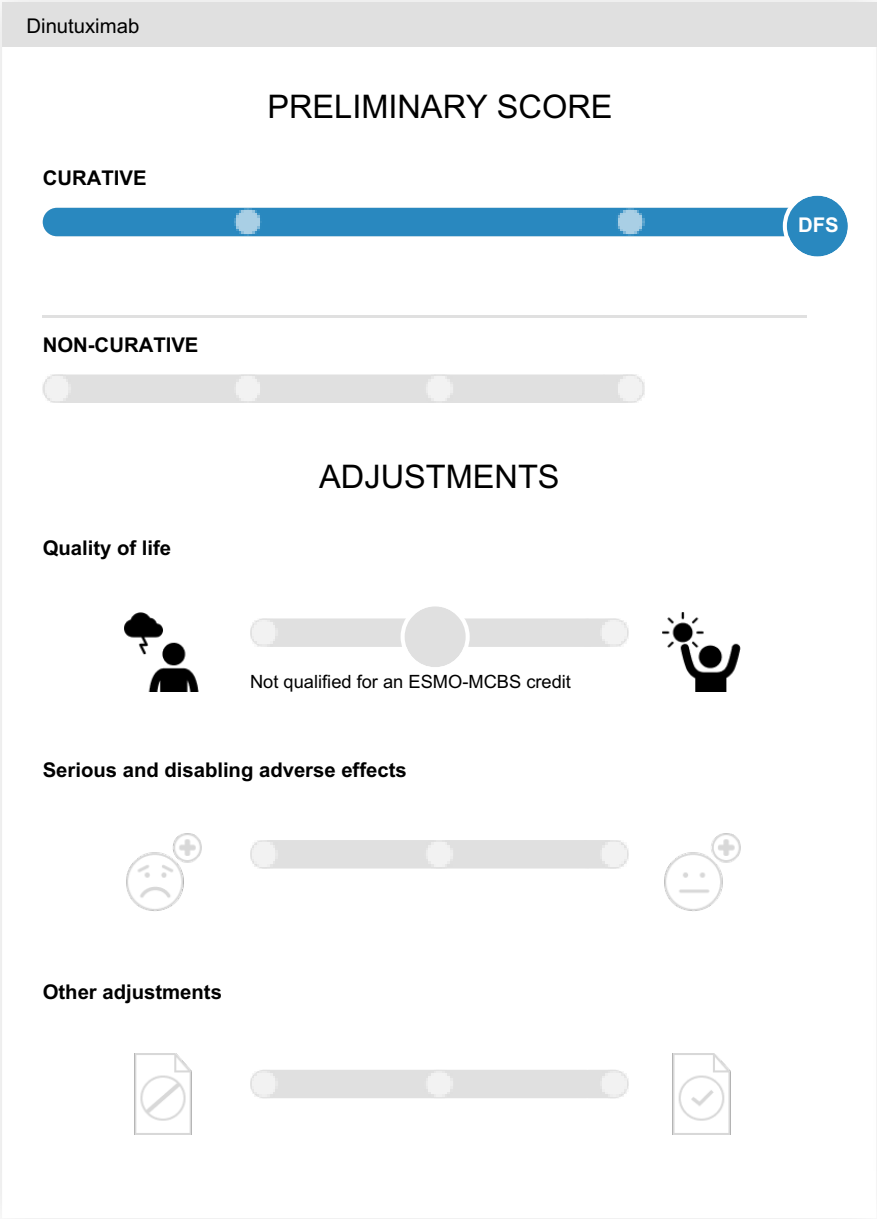 Dinutuximab
PRELIMINARY SCORE
CURATIVE
DFS
NON-CURATIVE
ADJUSTMENTS
Quality of life
Not qualified for an ESMO-MCBS credit
Serious and disabling adverse effects
Other adjustments